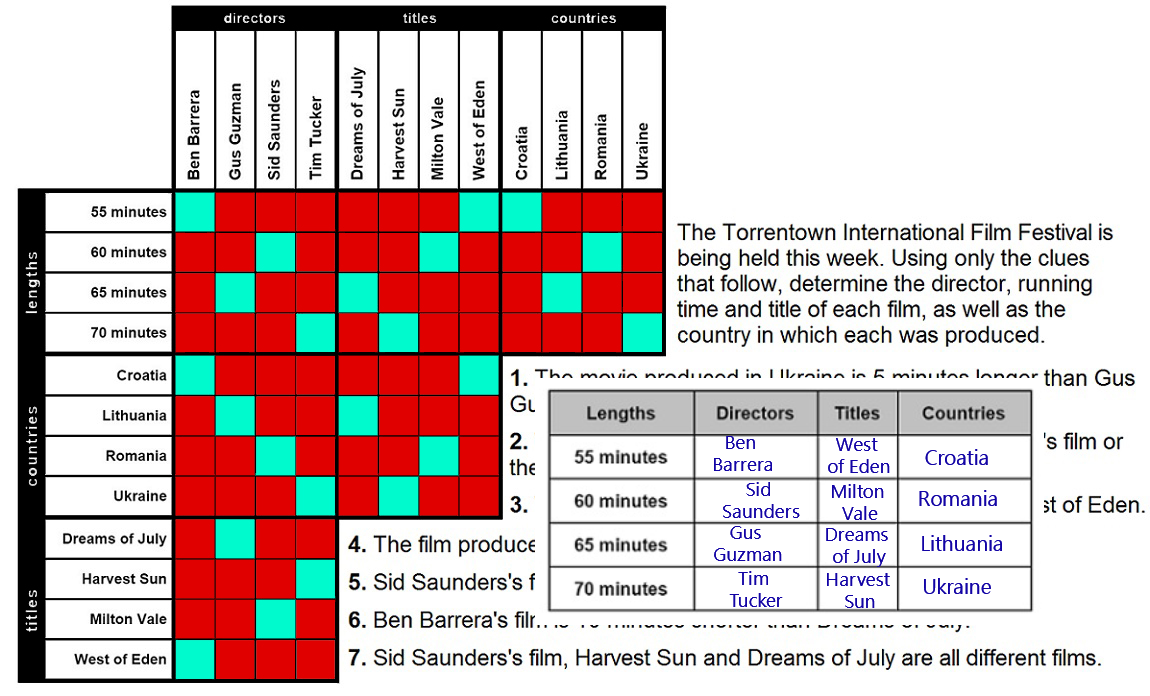 directors titles countries
Ben Barrera
Gus Guzman
Sid Saunders
Tim Tucker
Dreams of July
Harvest Sun
Milton Vale
West of Eden
Croatia
Lithuania
Romania
Ukraine
lengths
55 minutes
60 minutes
65 minutes
70 minutes
countries
Croatia
Lithuania
Romania
Ukraine
titles
Dreams of July
Harvest Sun
Milton Vale
West of Eden
The Torrentown International Film Festival is
being held this week. Using only the clues
that follow, determine the director, running
time and title of each film, as well as the
country in which each was produced.
1. The movie produced in Ukraine is 5 minutes longer than Gus
Gu
2. 's film or
the
3. st of Eden.
4. The film produce
5. Sid Saunders's f
6. Ben Barrera's film is 10 minutes shorter than Dreams of July.
7. Sid Saunders's film, Harvest Sun and Dreams of July are all different films.
Lengths Directors Titles Countries
55 minutes Ben Barrera West of Eden Croatia
60 minutes Sid Saunders Milton Vale Romania
65 minutes Gus Guzman Dreams of July Lithuania
70 minutes Tim Tucker Harvest Sun Ukraine